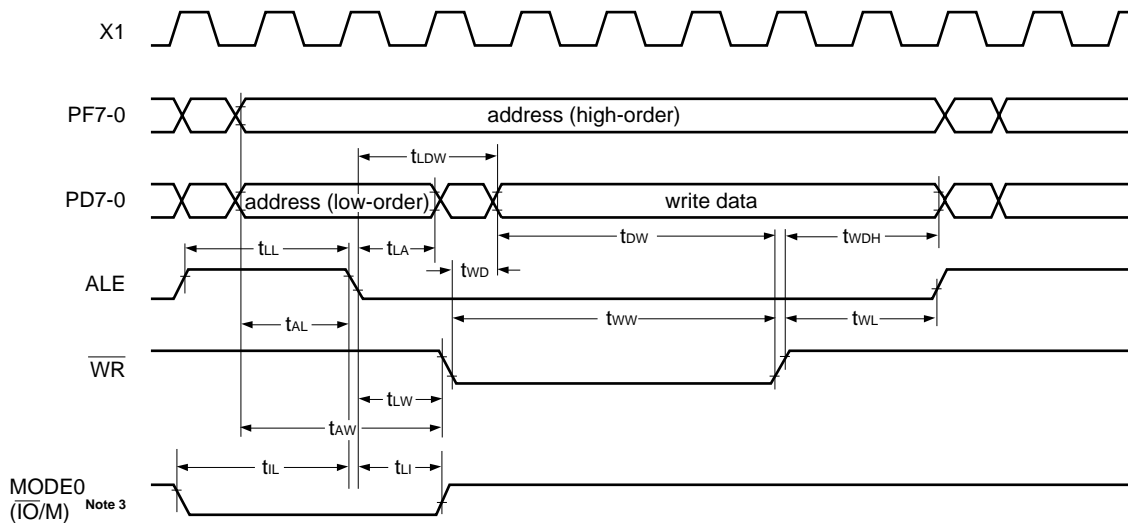 X1
PF7-0
address (high-order)
tLDW
PD7-0
address (low-order)
write data
tLL
tLA
tDW
tWDH
tWD
ALE
tAL
tWW
tWL
WR
tLW
tAW
tIL
tLI
MODE0
(IO/M) Note 3